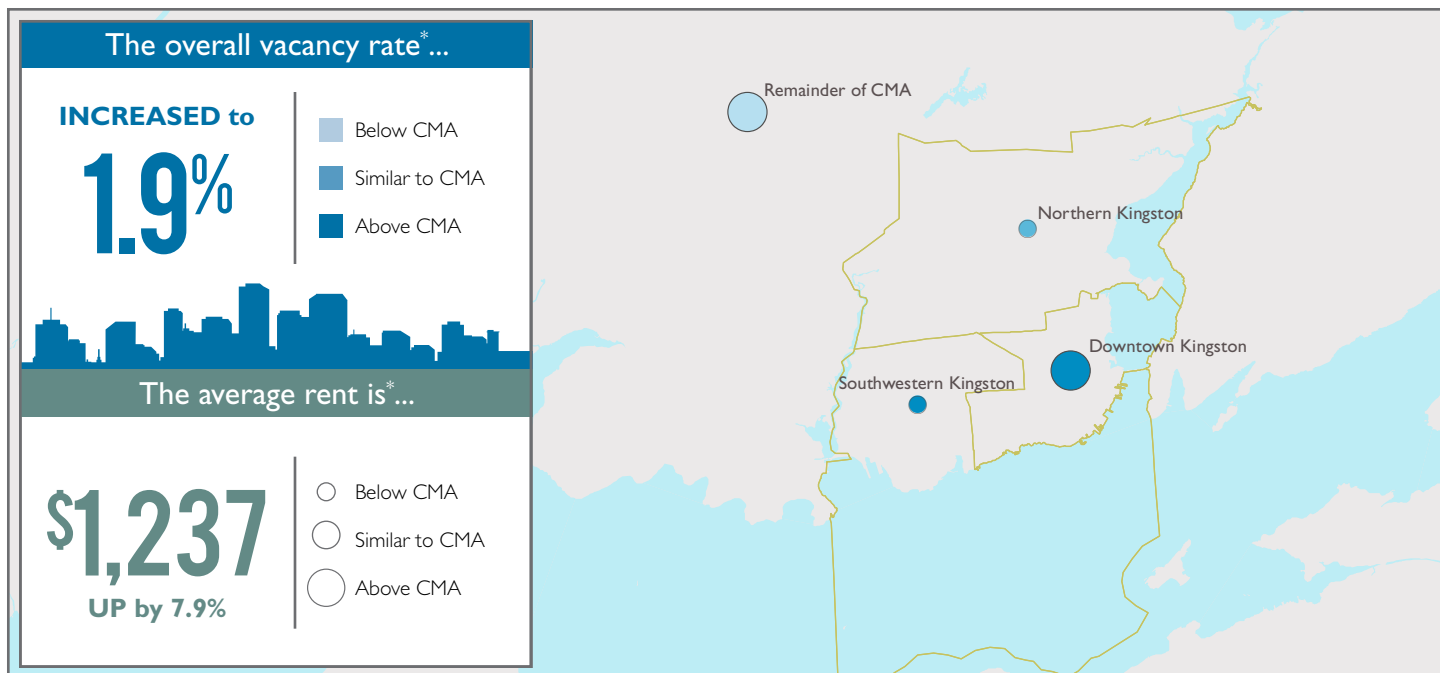 The overall vacancy rate*...
INCREASED to
1.9%
Below CMA
Similar to CMA
Above CMA
The average rent is*...
$1,237
UP by 7.9%
Below CMA
Similar to CMA
Above CMA
Remainder of CMA
Northern Kingston
Downtown Kingston
Southwestern Kingston